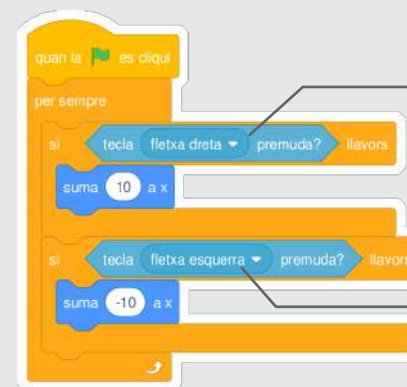 quan la es cliqui
per sempre
si tecla fletxa dreta premuda? llavors
suma 10 a x
si tecla fletxa esquerra premuda? llavors
suma -10 a x